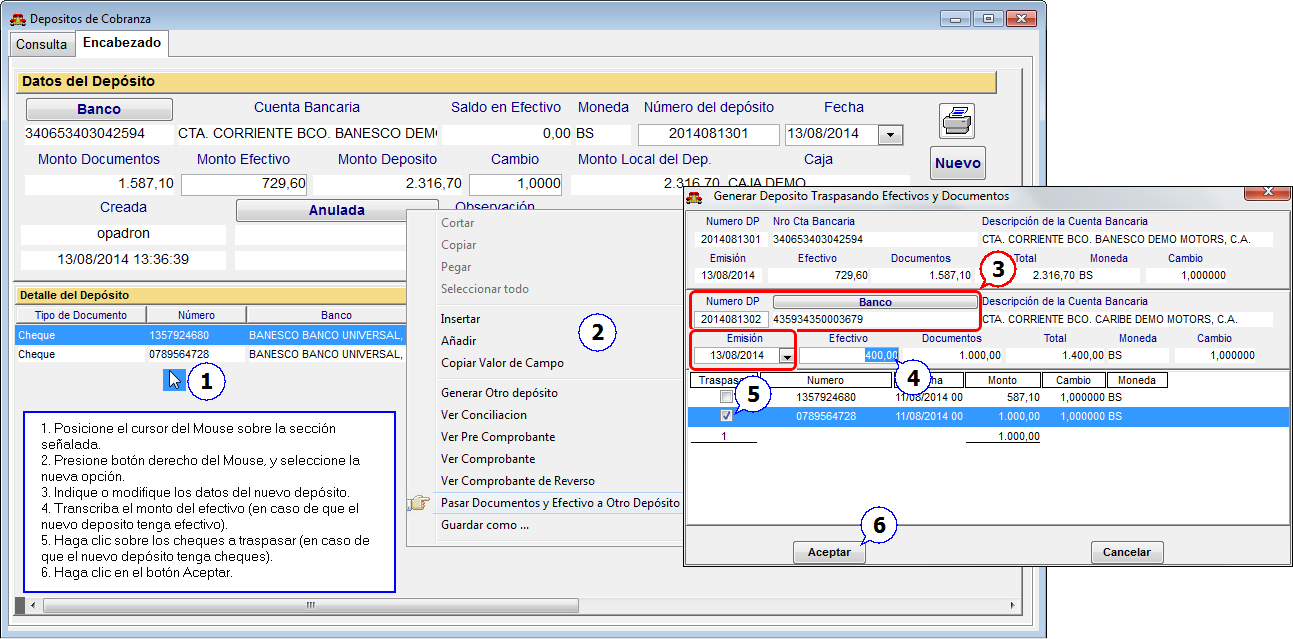 Depositos de Cobranza
Consulta
Encabezado
Datos del Depósito
Banco Cuenta Bancaria Saldo en Efectivo Moneda Número del depósito Fecha
340653403042594 CTA. CORRIENTE BCO. BANESCO DEM 0,00 BS 2014081301 13/08/2014
Monto Documentos Monto Efectivo Monto Deposito Cambio Monto Local del Dep. Caja
Nuevo
1.587,10 729,60 2.316,70 1,0000 2.316,70 CAJA DEMO
Creada Anulada Observación
opadron
13/08/2014 13:36:39
Detalle del Depósito
Tipo de Documento Número Banco
Cheque 1357924680 BANESCO BANCO UNIVERSAL,
Cheque 0789564728 BANESCO BANCO UNIVERSAL,
1
1. Posicione el cursor del Mouse sobre la sección
señalada.
2. Presione botón derecho del Mouse, y seleccione la
nueva opción.
3. Indique o modifique los datos del nuevo depósito.
4. Transcriba el monto del efectivo (en caso de que el
nuevo deposito tenga efectivo).
5. Haga clic sobre los cheques a traspasar (en caso de
que el nuevo depósito tenga cheques).
6. Haga clic en el botón Aceptar.
Cortar
Copiar
Pegar
Seleccionar todo
Insertar
Añadir
Copiar Valor de Campo
2
Generar Otro depósito
Ver Conciliacion
Ver Pre Comprobante
Ver Comprobante
Ver Comprobante de Reverso
Pasar Documentos y Efectivo a Otro Depósito
Guardar como ...
Generar Deposito Traspasando Efectivos y Documentos
Numero DP Nro Cta Bancaria Descripción de la Cuenta Bancaria
2014081301 340653403042594 CTA. CORRIENTE BCO. BANESCO DEMO MOTORS, C.A.
Emisión Efectivo Documentos Total Moneda Cambio
13/08/2014 729,60 1.587,10 2.316,70 BS 1,000000
3
Numero DP Banco Descripción de la Cuenta Bancaria
2014081302 435934350003679 CTA. CORRIENTE BCO. CARIBE DEMO MOTORS, C.A.
Emisión Efectivo Documentos Total Moneda Cambio
13/08/2014 400,00 1.000,00 1.400,00 BS 1,000000
4
Numero Monto Cambio Moneda
5
1357924680 11/08/2014 00 587,10 1,000000 BS
0789564728 11/08/2014 00 1.000,00 1,000000 BS
1 1.000,00
6
Aceptar Cancelar